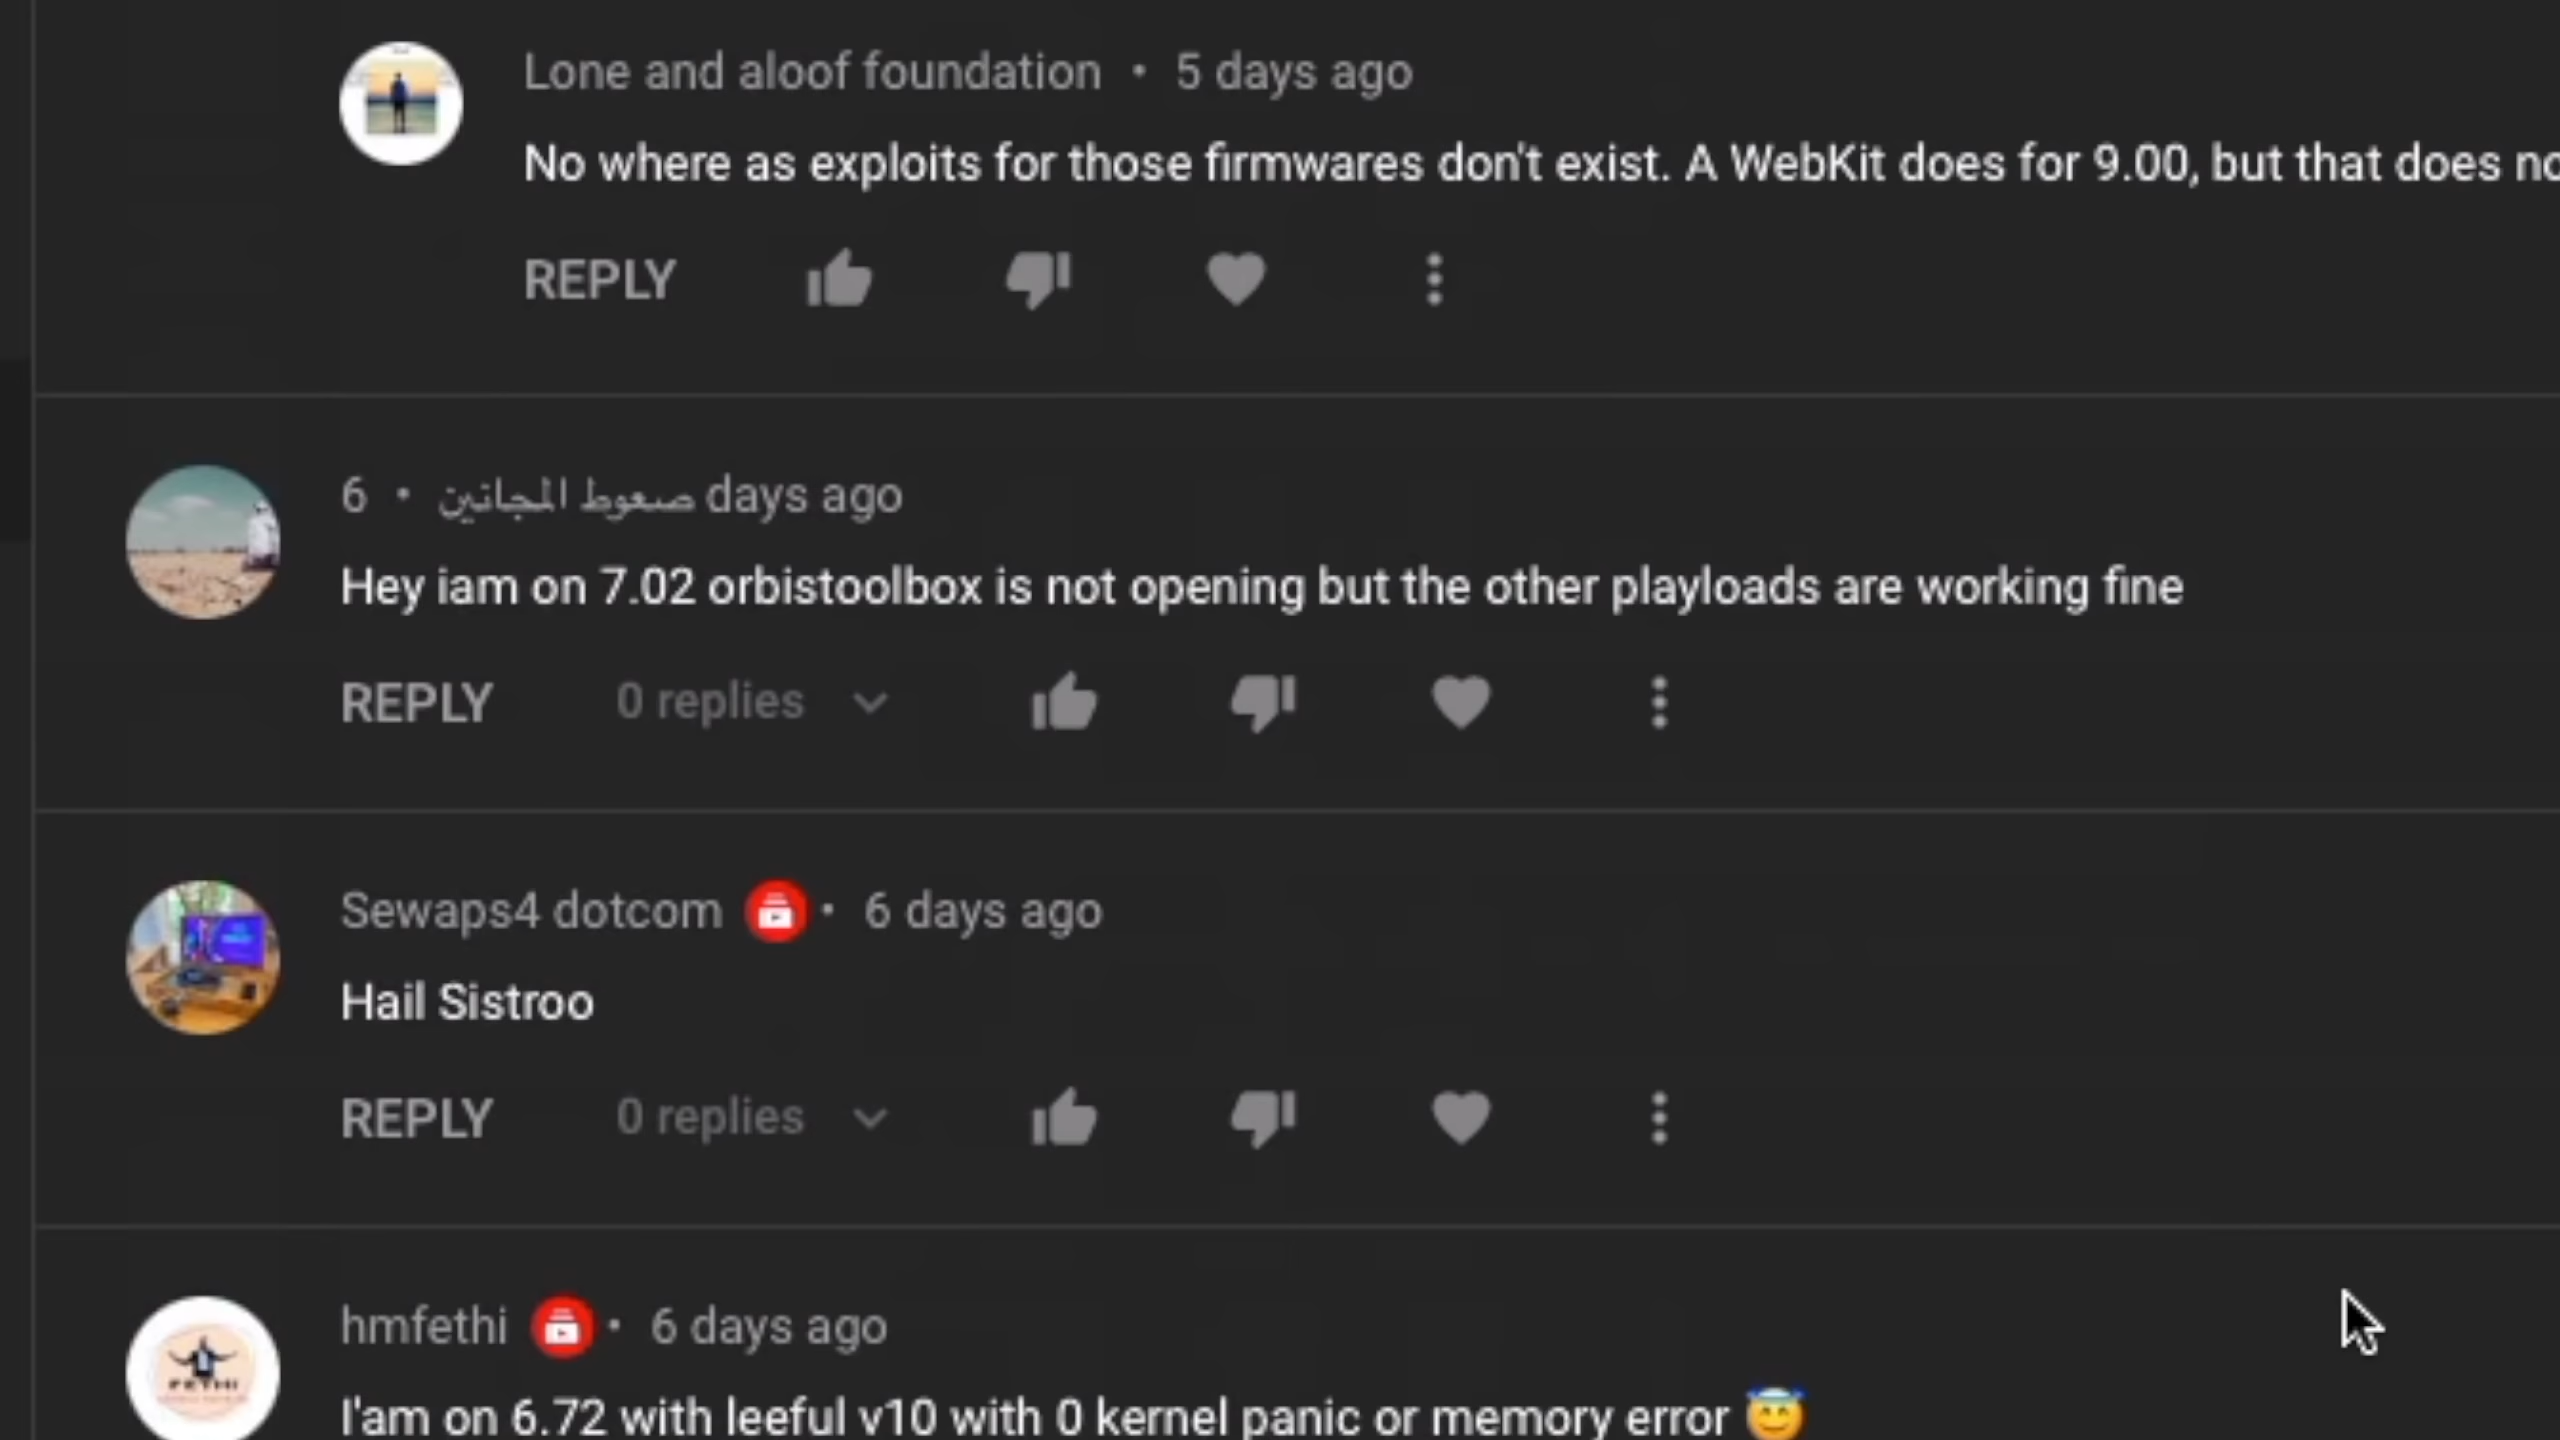 Lone and aloof foundation • 5 days ago
No where as exploits for those firmwares don't exist. A WebKit does for 9.00, but that does
REPLY
6 • صعوط المجانين days ago
Hey iam on 7.02 orbistoolbox is not opening but the other playloads are working fine
REPLY 0 replies
Sewaps4 dotcom • 6 days ago
Hail Sistroo
REPLY 0 replies
hmfethi • 6 days ago
FETHI
I'am on 6.72 with leeful v10 with 0 kernel panic or memory error 😇